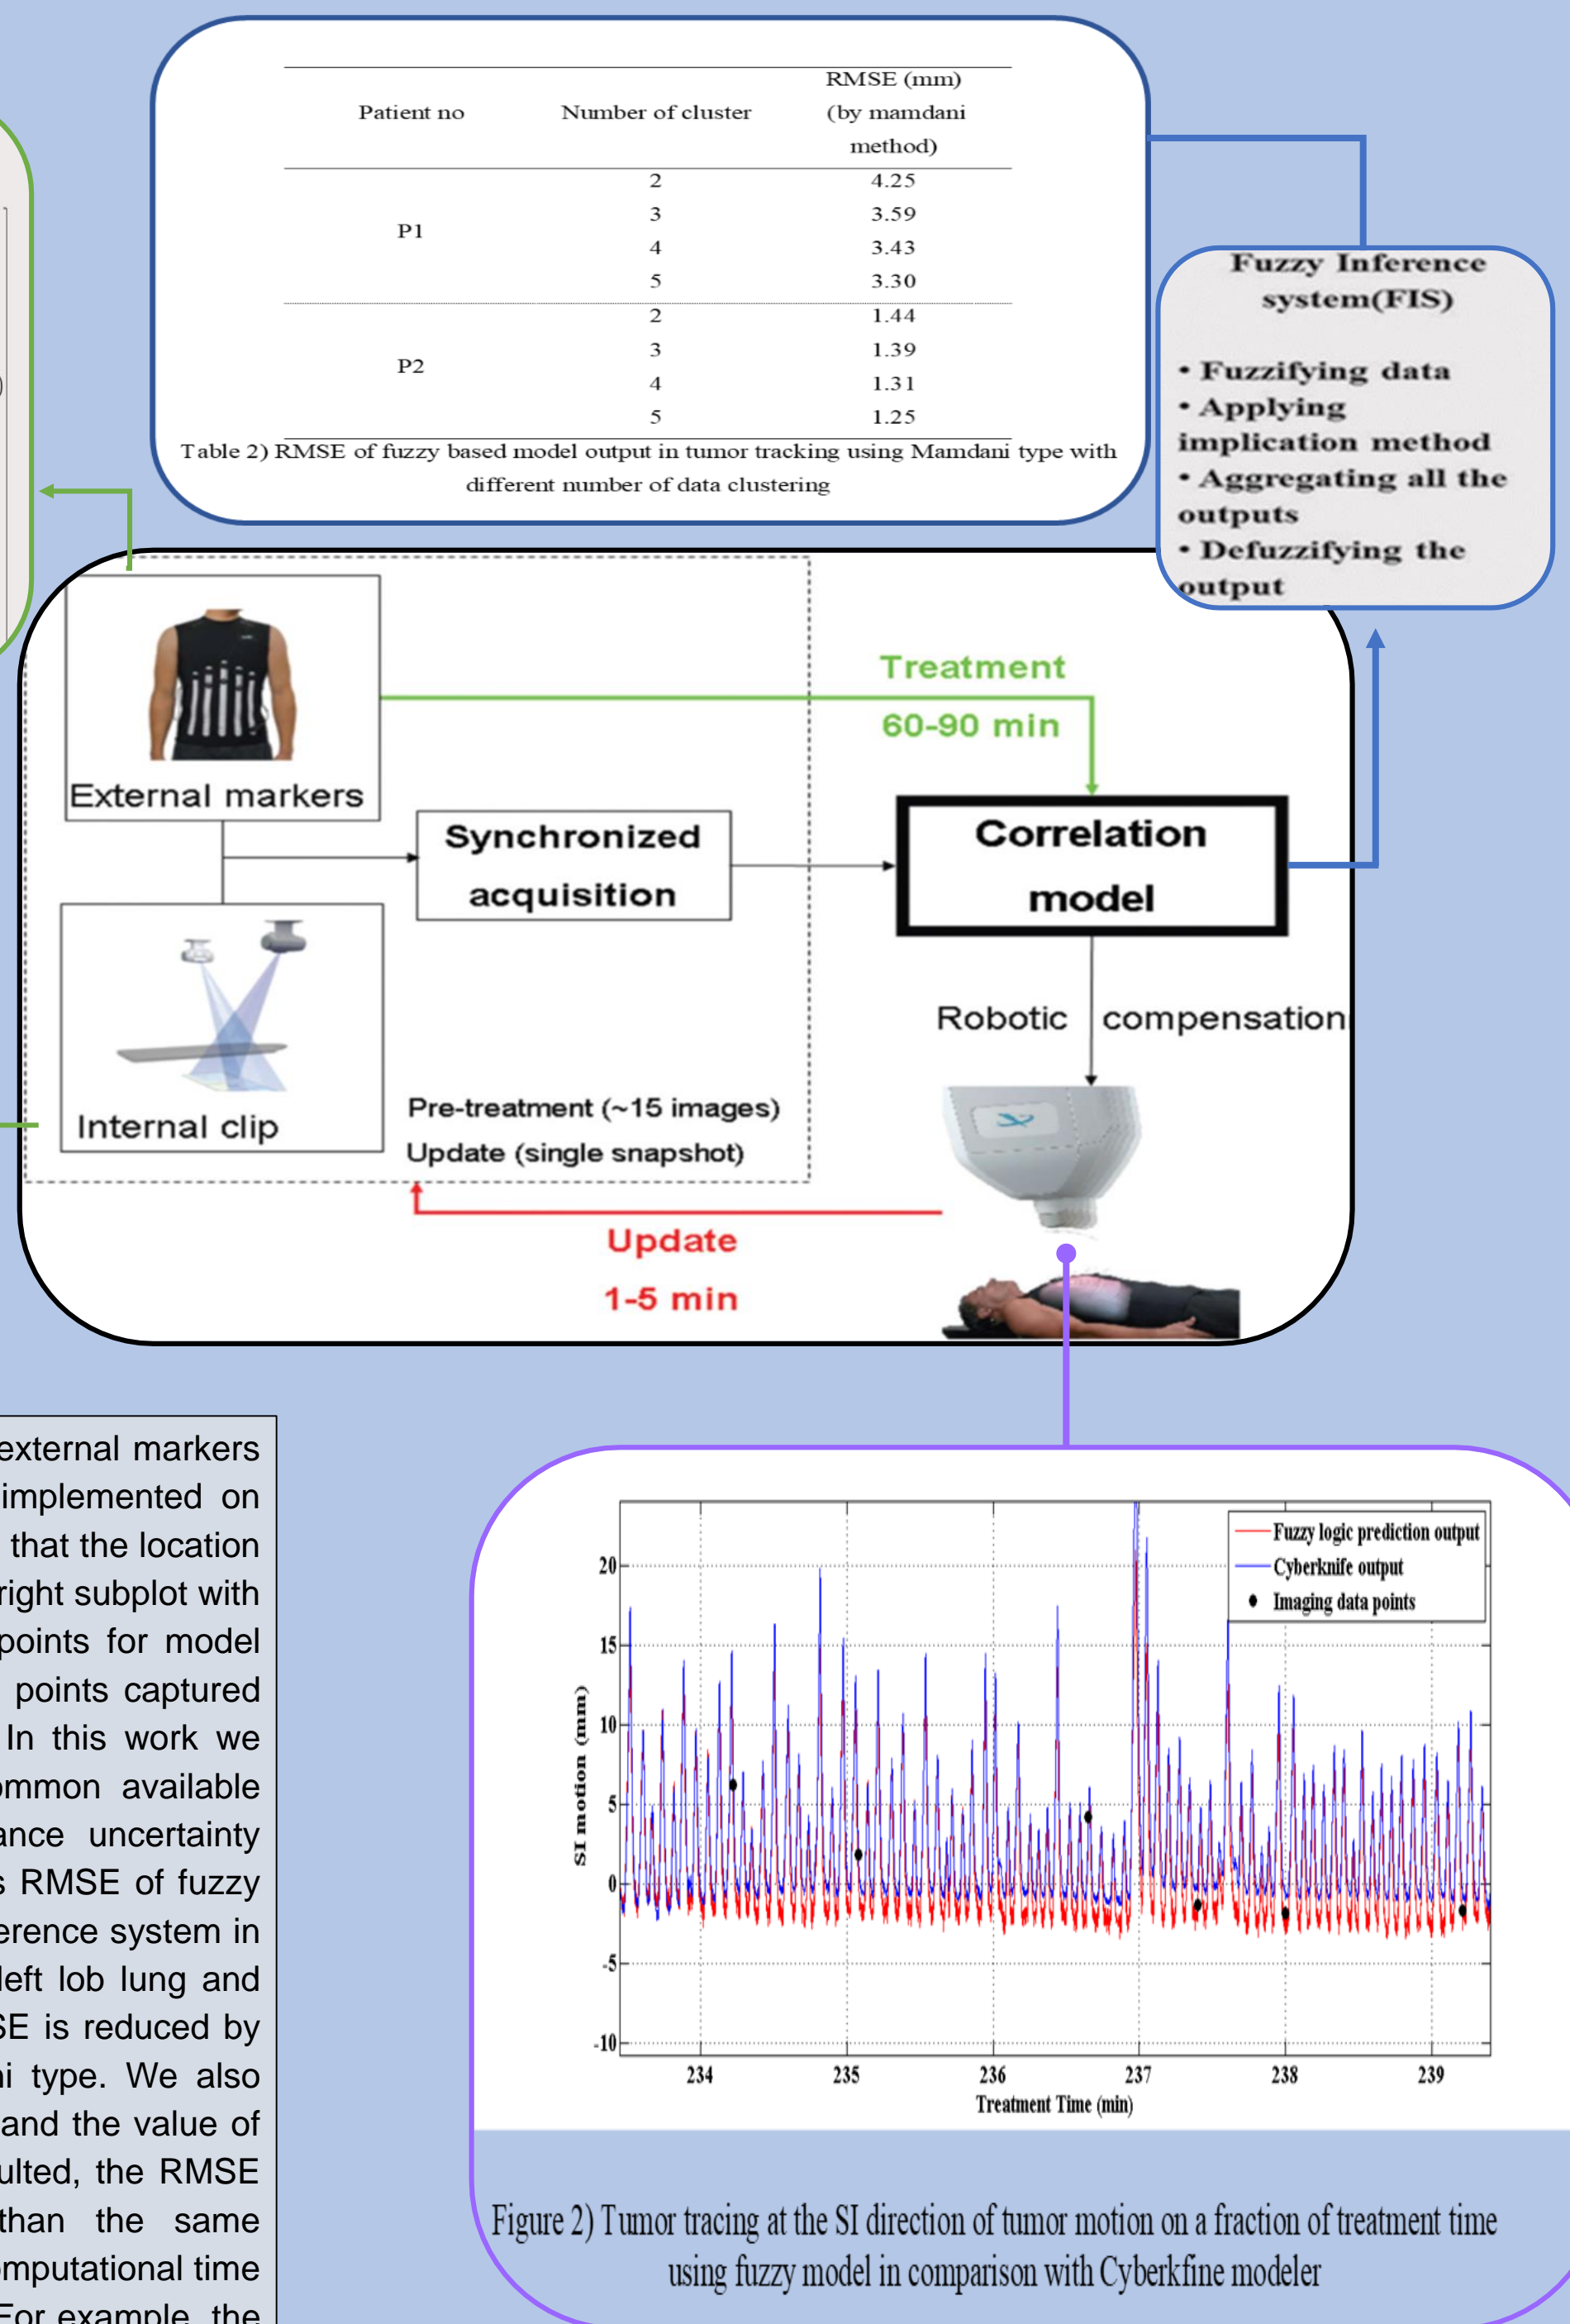 Patient no Number of cluster RMSE (mm)
(by mamdani
method)
P1
2 4.25
3 3.59
4 3.43
5 3.30
P2
2 1.44
3 1.39
4 1.31
5 1.25
Table 2) RMSE of fuzzy based model output in tumor tracking using Mamdani type with
different number of data clustering
)
Fuzzy Inference
system(FIS)
• Fuzzifying data
• Applying
implication method
• Aggregating all the
outputs
• Defuzzifying the
output
External markers
Treatment
60-90 min
Synchronized
acquisition
Correlation
model
Internal clip
Pre-treatment (~15 images)
Update (single snapshot)
Robotic compensation
Update
1-5 min
external markers
implemented on
that the location
right subplot with
points for model
points captured
In this work we
mmon available
ance uncertainty
s RMSE of fuzzy
erence system in
left lob lung and
SE is reduced by
ni type. We also
and the value of
ulted, the RMSE
than the same
omputational time
For example, the
Fuzzy logic prediction output
Cyberknife output
Imaging data points
SI motion (mm)
20
15
10
5
0
-5
-10
234 235 236 237 238 239
Treatment Time (min)
Figure 2) Tumor tracing at the SI direction of tumor motion on a fraction of treatment time
using fuzzy model in comparison with Cyberkfine modeler